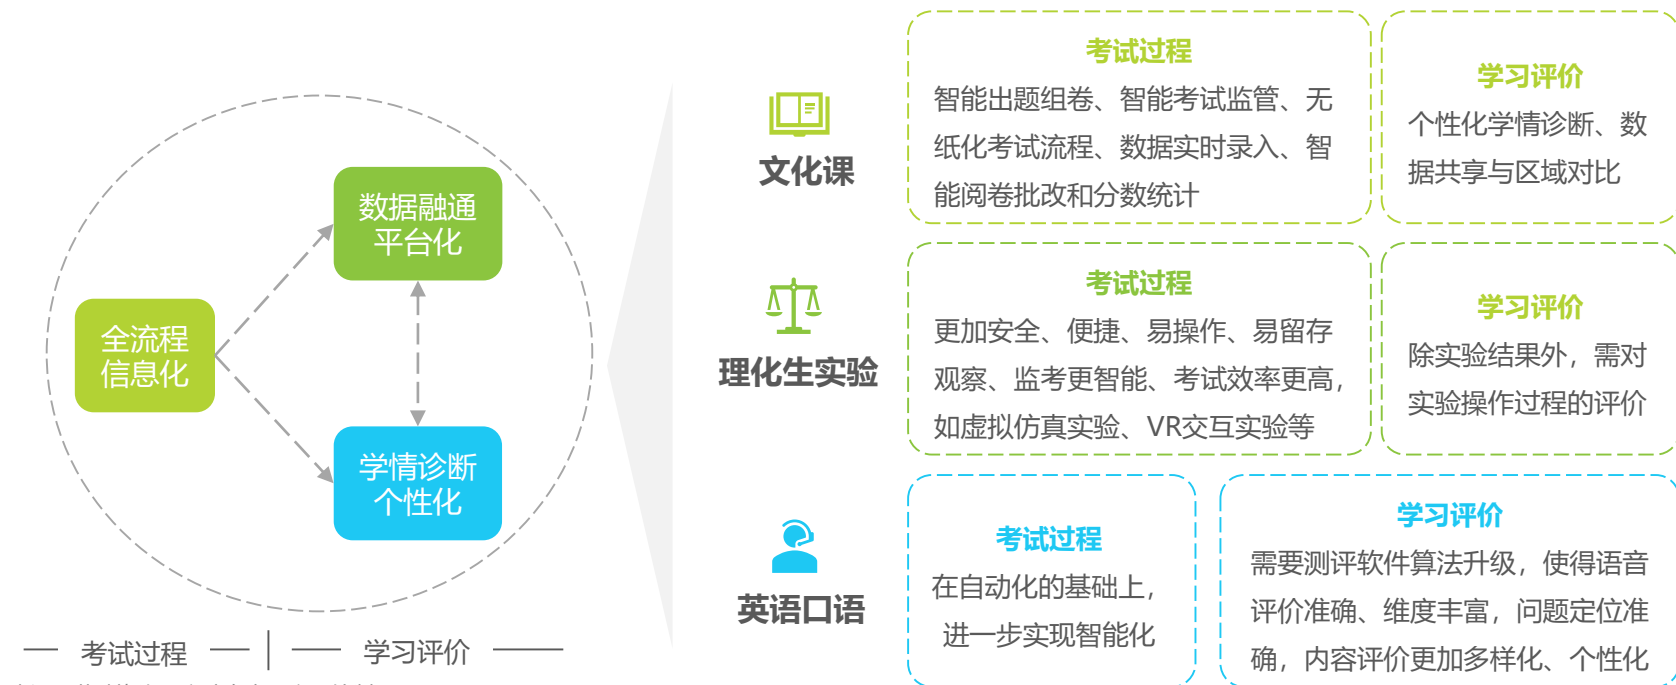 数据融通
平台化
全流程
信息化
学情诊断
个性化
考试过程
学习评价
文化课
考试过程
智能出题组卷、智能考试监管、无
纸化考试流程、数据实时录入、智
能阅卷批改和分数统计
学习评价
个性化学情诊断、数
据共享与区域对比
理化生实验
考试过程
更加安全、便捷、易操作、易留存
观察、监考更智能、考试效率更高，
如虚拟仿真实验、VR交互实验等
学习评价
除实验结果外，需对
实验操作过程的评价
英语口语
考试过程
在自动化的基础上，
进一步实现智能化
学习评价
需要测评软件算法升级，使得语音
评价准确、维度丰富，问题定位准
确，内容评价更加多样化、个性化